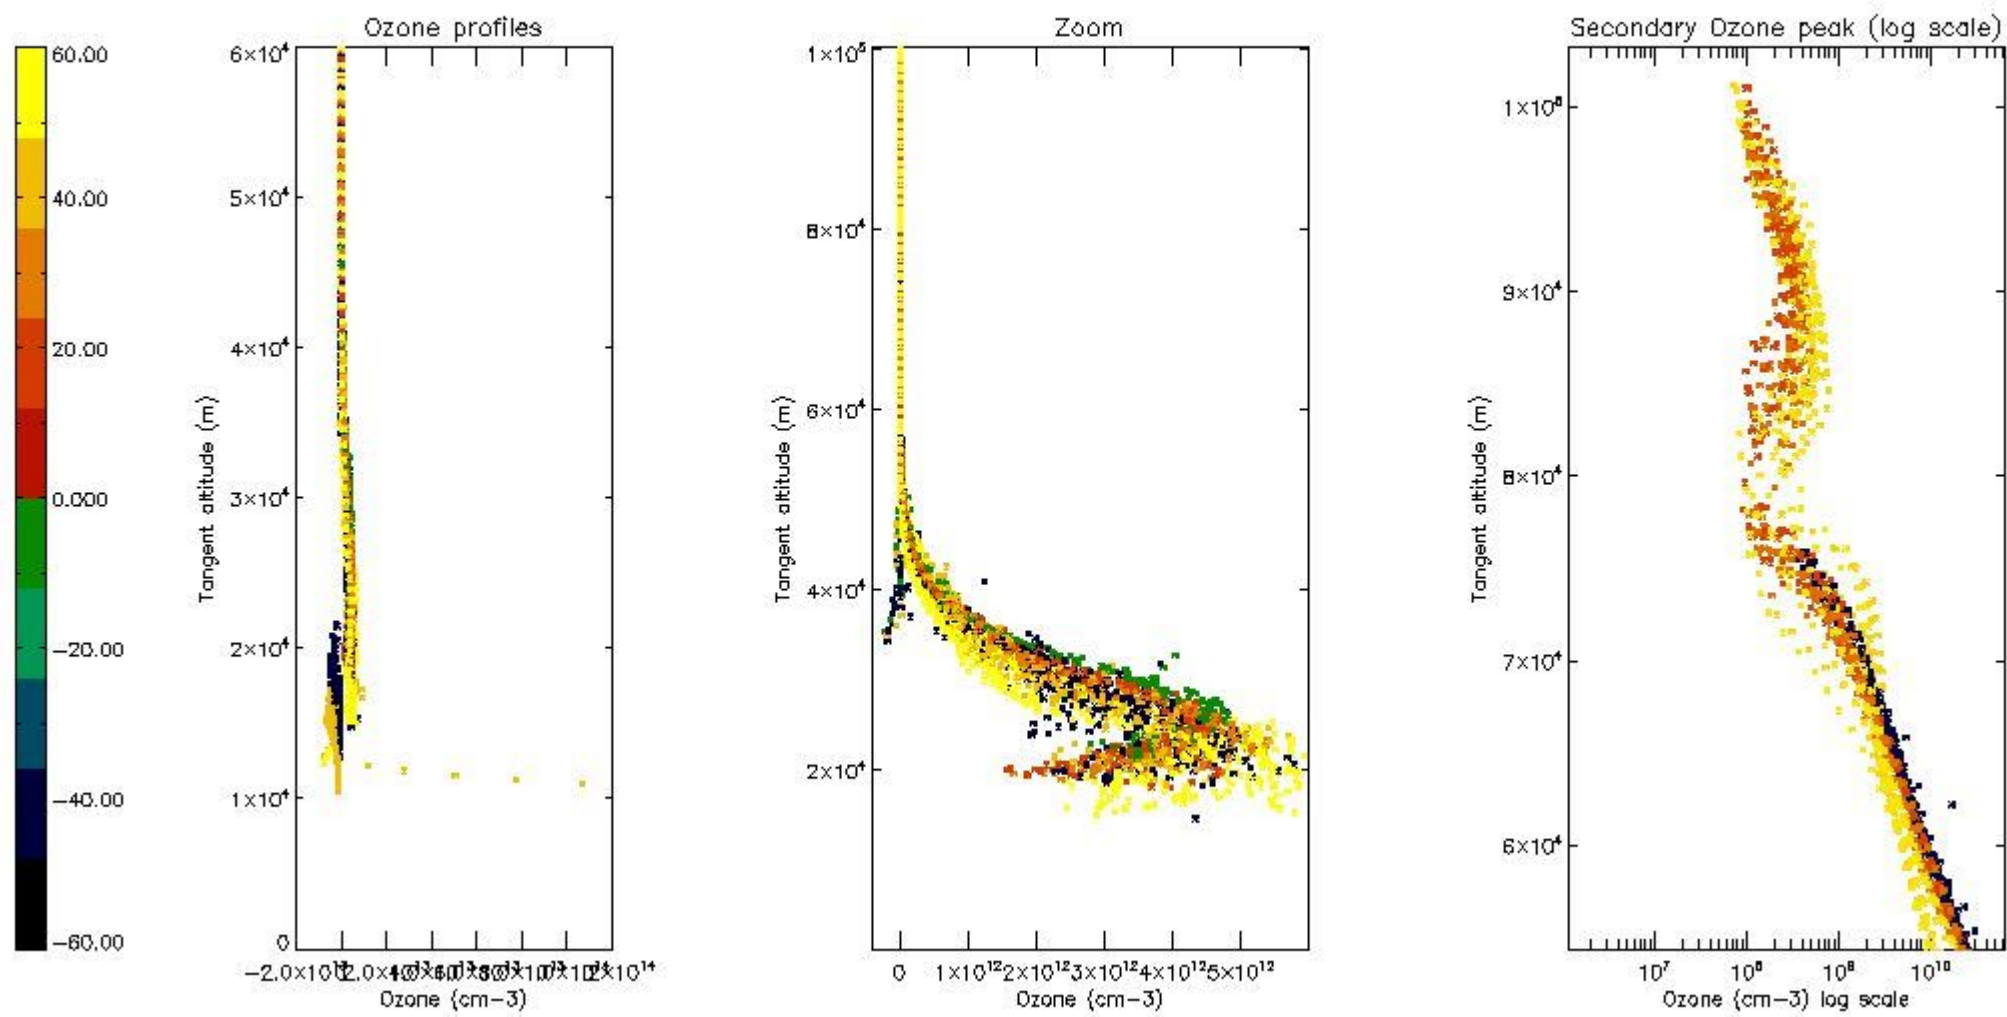 Ozone profiles
Zoom
Secondary Ozone peak (log scale)
60.00
40.00
20.00
−20.00
−40.00
−60.00
6×10⁴
5×10⁴
4×10⁴
3×10⁴
2×10⁴
1×10⁴
0
Tangent altitude (m)
Ozone (cm−3)
1×10⁵
8×10⁴
6×10⁴
4×10⁴
2×10⁴
Tangent altitude (m)
0 1×10¹² 2×10¹² 3×10¹² 4×10¹² 5×10¹²
Ozone (cm−3)
9×10⁴
8×10⁴
7×10⁴
6×10⁴
Tangent altitude (m)
10⁷ 10⁸ 10⁹ 10¹⁰
Ozone (cm−3) log scale